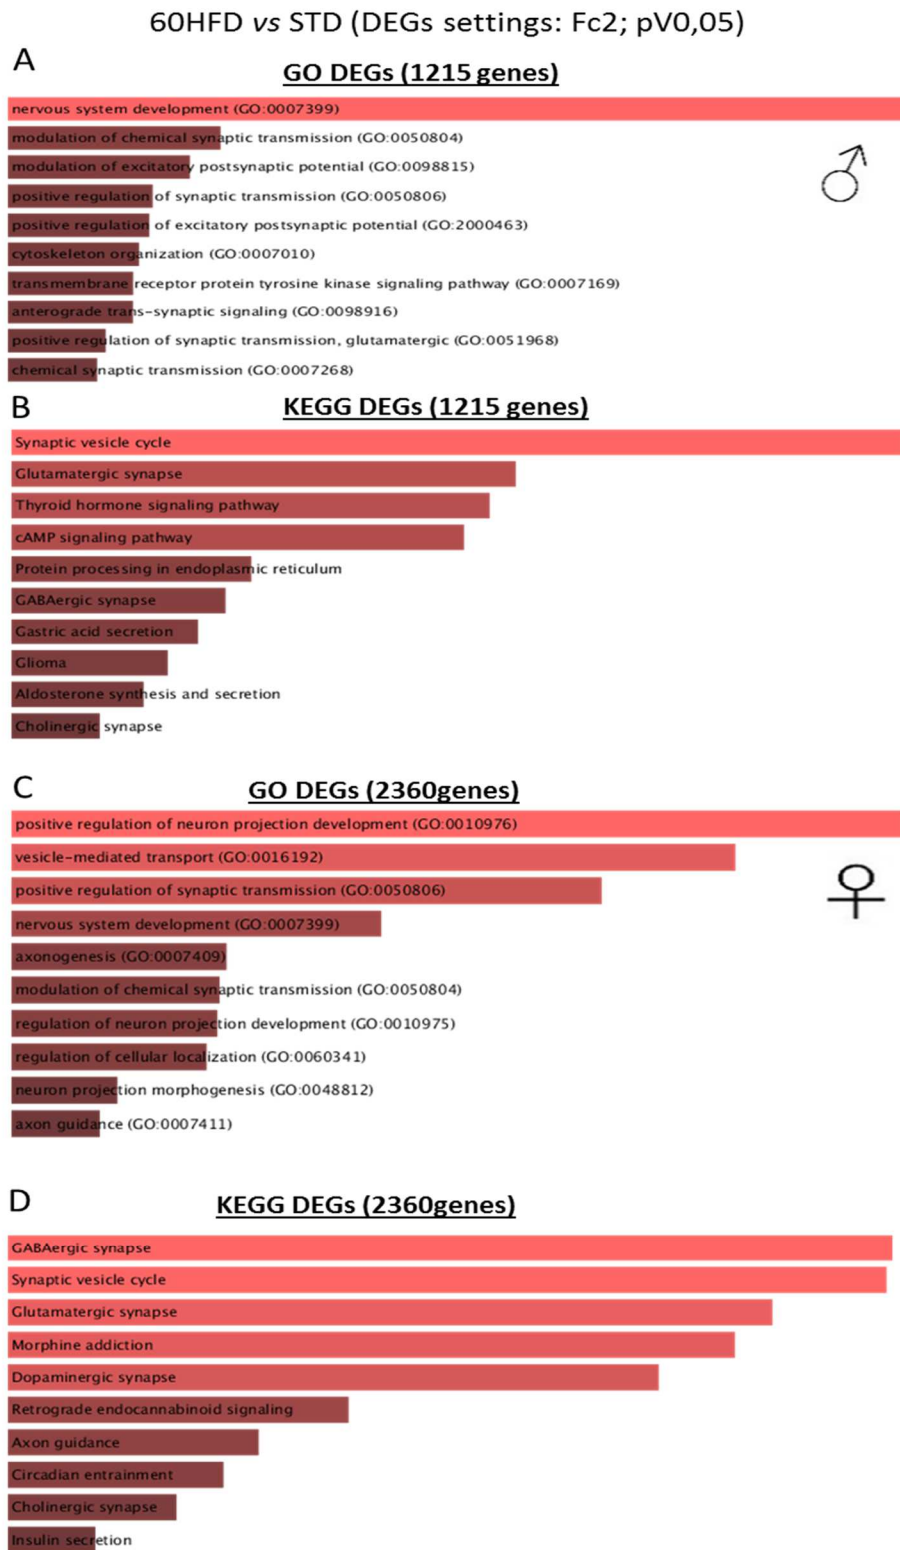 60HFD vs STD (DEGs settings: Fc2; pV0,05)
A
GO DEGs (1215 genes)
nervous system development (GO:0007399)
modulation of chemical synaptic transmission (GO:0050804)
modulation of excitatory postsynaptic potential (GO:0098815)
positive regulation of synaptic transmission (GO:0050806)
positive regulation of excitatory postsynaptic potential (GO:2000463)
cytoskeleton organization (GO:0007010)
transmembrane receptor protein tyrosine kinase signaling pathway (GO:0007169)
anterograde trans-synaptic signaling (GO:0098916)
positive regulation of synaptic transmission, glutamatergic (GO:0051968)
chemical synaptic transmission (GO:0007268)
B
KEGG DEGs (1215 genes)
Synaptic vesicle cycle
Glutamatergic synapse
Thyroid hormone signaling pathway
cAMP signaling pathway
Protein processing in endoplasmic reticulum
GABAergic synapse
Gastric acid secretion
Glioma
Aldosterone synthesis and secretion
Cholinergic synapse
C
GO DEGs (2360genes)
positive regulation of neuron projection development (GO:0010976)
vesicle-mediated transport (GO:0016192)
positive regulation of synaptic transmission (GO:0050806)
nervous system development (GO:0007399)
axonogenesis (GO:0007409)
modulation of chemical synaptic transmission (GO:0050804)
regulation of neuron projection development (GO:0010975)
regulation of cellular localization (GO:0060341)
neuron projection morphogenesis (GO:0048812)
axon guidance (GO:0007411)
D
KEGG DEGs (2360genes)
GABAergic synapse
Synaptic vesicle cycle
Glutamatergic synapse
Morphine addiction
Dopaminergic synapse
Retrograde endocannabinoid signaling
Axon guidance
Circadian entrainment
Cholinergic synapse
Insulin secretion